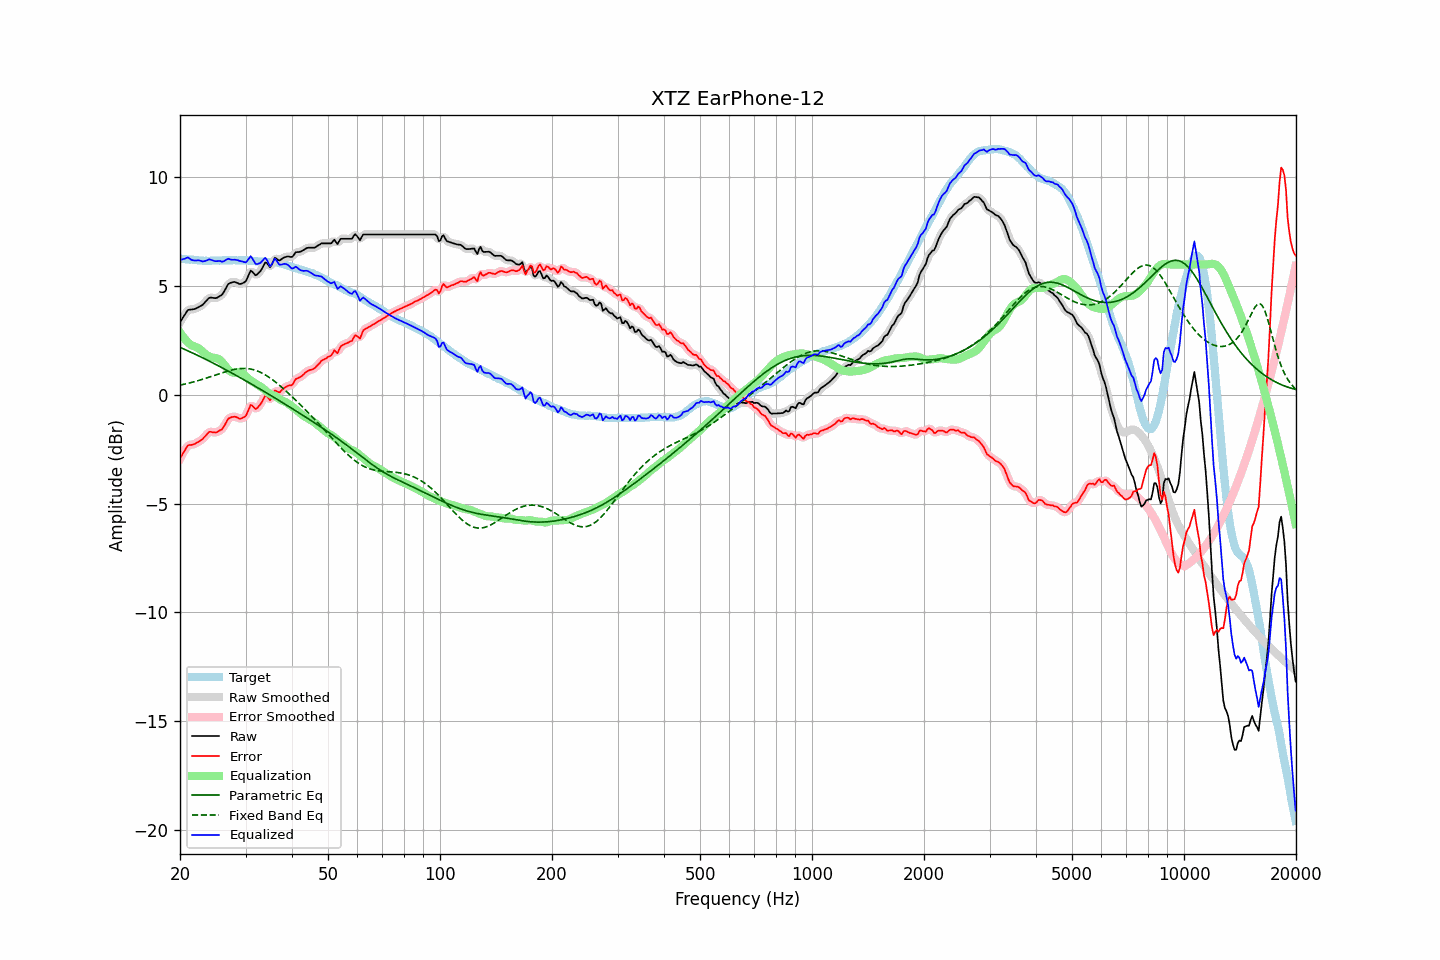 XTZ EarPhone-12
Amplitude (dBr)
10
5
0
−5
−10
−15
−20
Target
Raw Smoothed
Error Smoothed
Raw
Error
Equalization
Parametric Eq
Fixed Band Eq
Equalized
20 50 100 200 500 1000 2000 5000 10000 20000
Frequency (Hz)